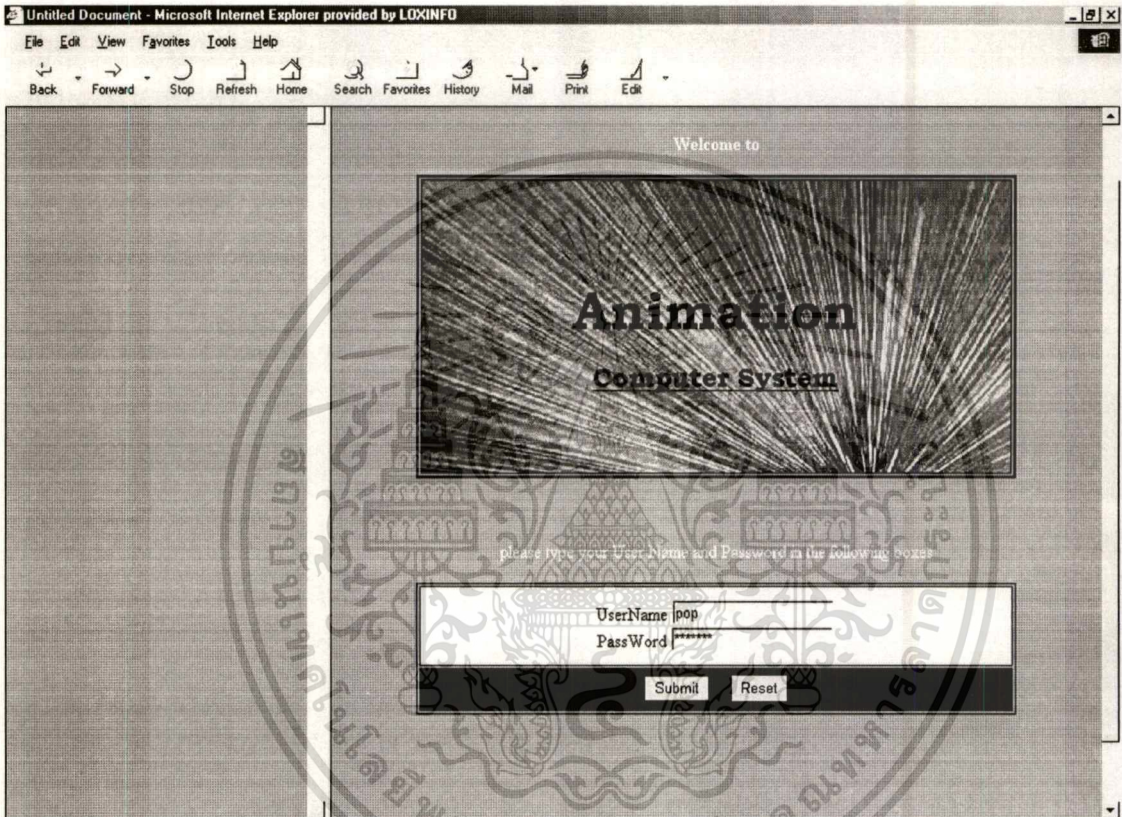 Untitled Document - Microsoft Internet Explorer provided by LOXINFO
File Edit View Favorites Tools Help
Back Forward Stop Refresh Home Search Favorites History Mail Print Edit
Welcome to
Animation
Computer System
please type your User Name and Password in the following boxes
UserName pop
PassWord *******
Submit Reset